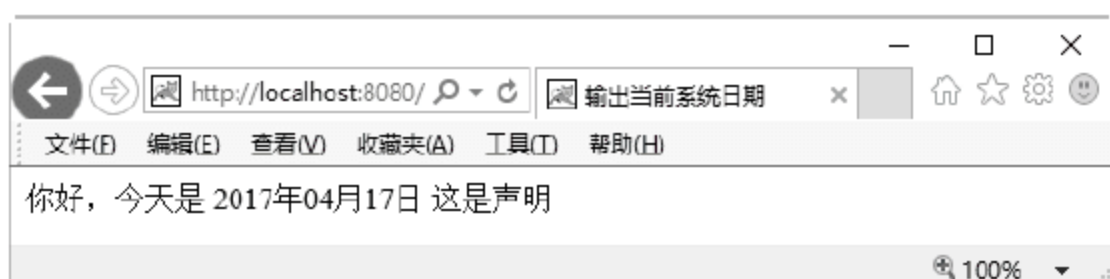 http://localhost:8080/ 输出当前系统日期
文件(F) 编辑(E) 查看(V) 收藏夹(A) 工具(T) 帮助(H)
你好，今天是 2017年04月17日 这是声明
100%